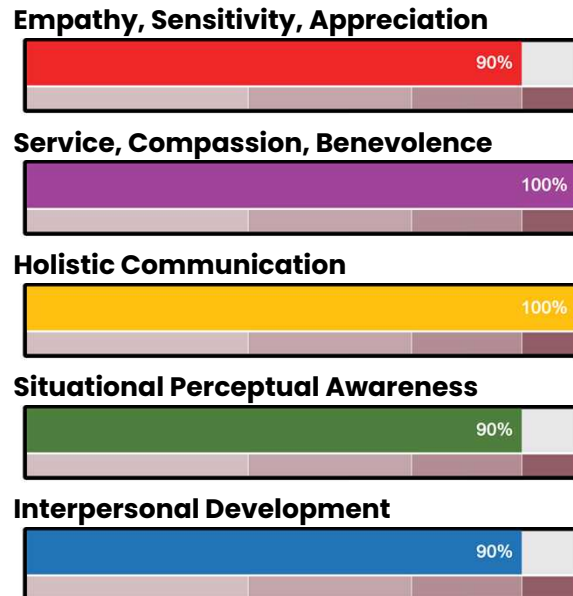 Empathy, Sensitivity, Appreciation
90%
Service, Compassion, Benevolence
100%
Holistic Communication
100%
Situational Perceptual Awareness
90%
Interpersonal Development
90%